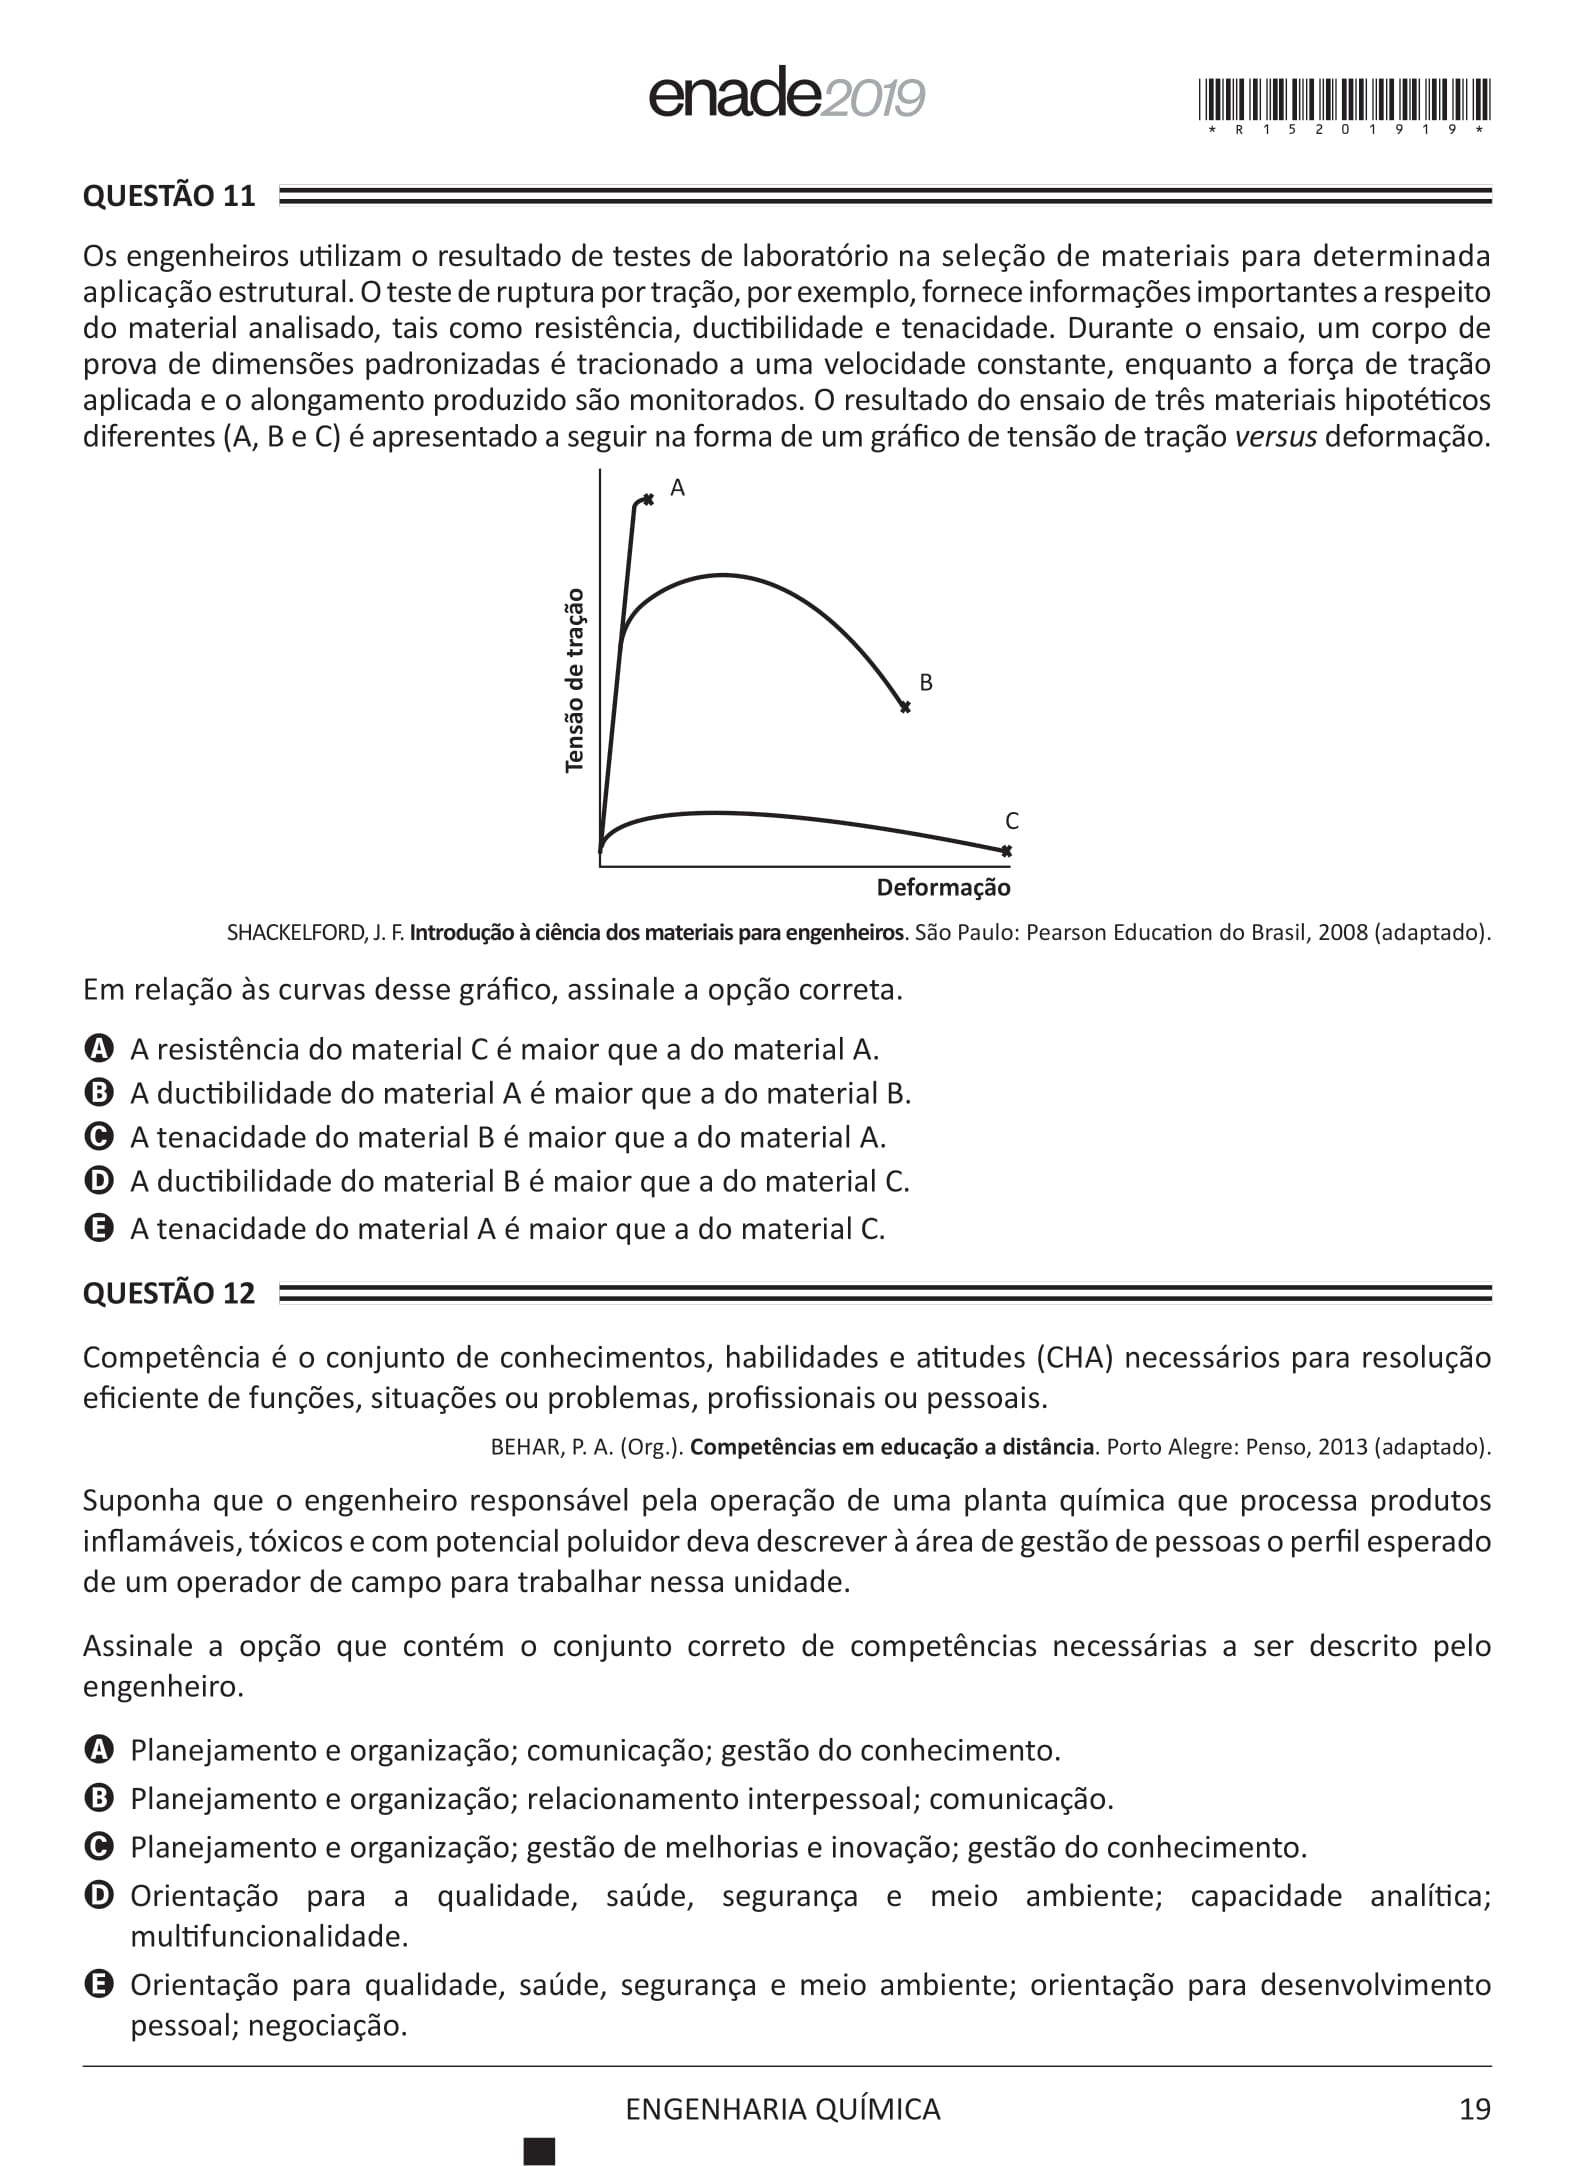 enade2019
* R 1 5 2 0 1 9 1 9 *
QUESTÃO 11
Os engenheiros utilizam o resultado de testes de laboratório na seleção de materiais para determinada
aplicação estrutural. O teste de ruptura por tração, por exemplo, fornece informações importantes a respeito
do material analisado, tais como resistência, ductibilidade e tenacidade. Durante o ensaio, um corpo de
prova de dimensões padronizadas é tracionado a uma velocidade constante, enquanto a força de tração
aplicada e o alongamento produzido são monitorados. O resultado do ensaio de três materiais hipotéticos
diferentes (A, B e C) é apresentado a seguir na forma de um gráfico de tensão de tração versus deformação.
A
Tensão de tração
B
C
Deformação
SHACKELFORD, J. F. Introdução à ciência dos materiais para engenheiros. São Paulo: Pearson Education do Brasil, 2008 (adaptado).
Em relação às curvas desse gráfico, assinale a opção correta.
A A resistência do material C é maior que a do material A.
B A ductibilidade do material A é maior que a do material B.
C A tenacidade do material B é maior que a do material A.
D A ductibilidade do material B é maior que a do material C.
E A tenacidade do material A é maior que a do material C.
QUESTÃO 12
Competência é o conjunto de conhecimentos, habilidades e atitudes (CHA) necessários para resolução
eficiente de funções, situações ou problemas, profissionais ou pessoais.
BEHAR, P. A. (Org.). Competências em educação a distância. Porto Alegre: Penso, 2013 (adaptado).
Suponha que o engenheiro responsável pela operação de uma planta química que processa produtos
inflamáveis, tóxicos e com potencial poluidor deva descrever à área de gestão de pessoas o perfil esperado
de um operador de campo para trabalhar nessa unidade.
Assinale a opção que contém o conjunto correto de competências necessárias a ser descrito pelo
engenheiro.
A Planejamento e organização; comunicação; gestão do conhecimento.
B Planejamento e organização; relacionamento interpessoal; comunicação.
C Planejamento e organização; gestão de melhorias e inovação; gestão do conhecimento.
D Orientação para a qualidade, saúde, segurança e meio ambiente; capacidade analítica;
multifuncionalidade.
E Orientação para qualidade, saúde, segurança e meio ambiente; orientação para desenvolvimento
pessoal; negociação.
ENGENHARIA QUÍMICA
19